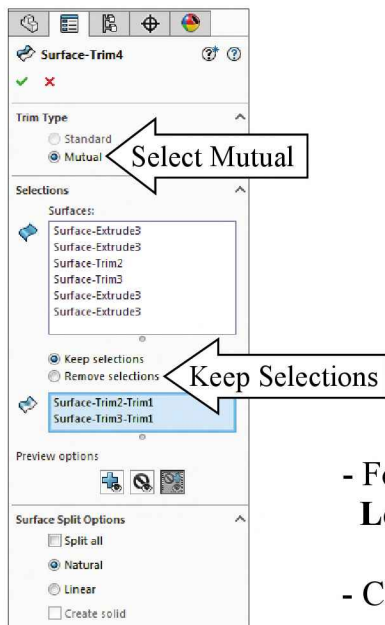 Surface-Trim4
Trim Type
Standard
Mutual
Select Mutual
Selections
Surfaces:
Surface-Extrude3
Surface-Extrude3
Surface-Trim2
Surface-Trim3
Surface-Extrude3
Surface-Extrude3
Keep selections
Remove selections
Keep Selections
Surface-Trim2-Trim1
Surface-Trim3-Trim1
Preview options
Surface Split Options
Split all
Natural
Linear
Create solid